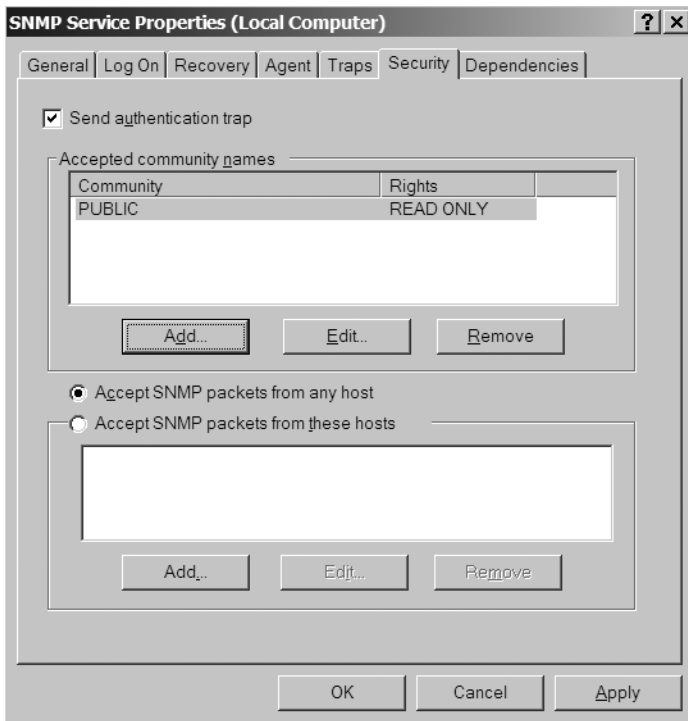 SNMP Service Properties (Local Computer)
General Log On Recovery Agent Traps Security Dependencies
Send authentication trap
Accepted community names
Community Rights
PUBLIC READ ONLY
Add... Edit... Remove
Accept SNMP packets from any host
Accept SNMP packets from these hosts
Add... Edit... Remove
OK Cancel Apply